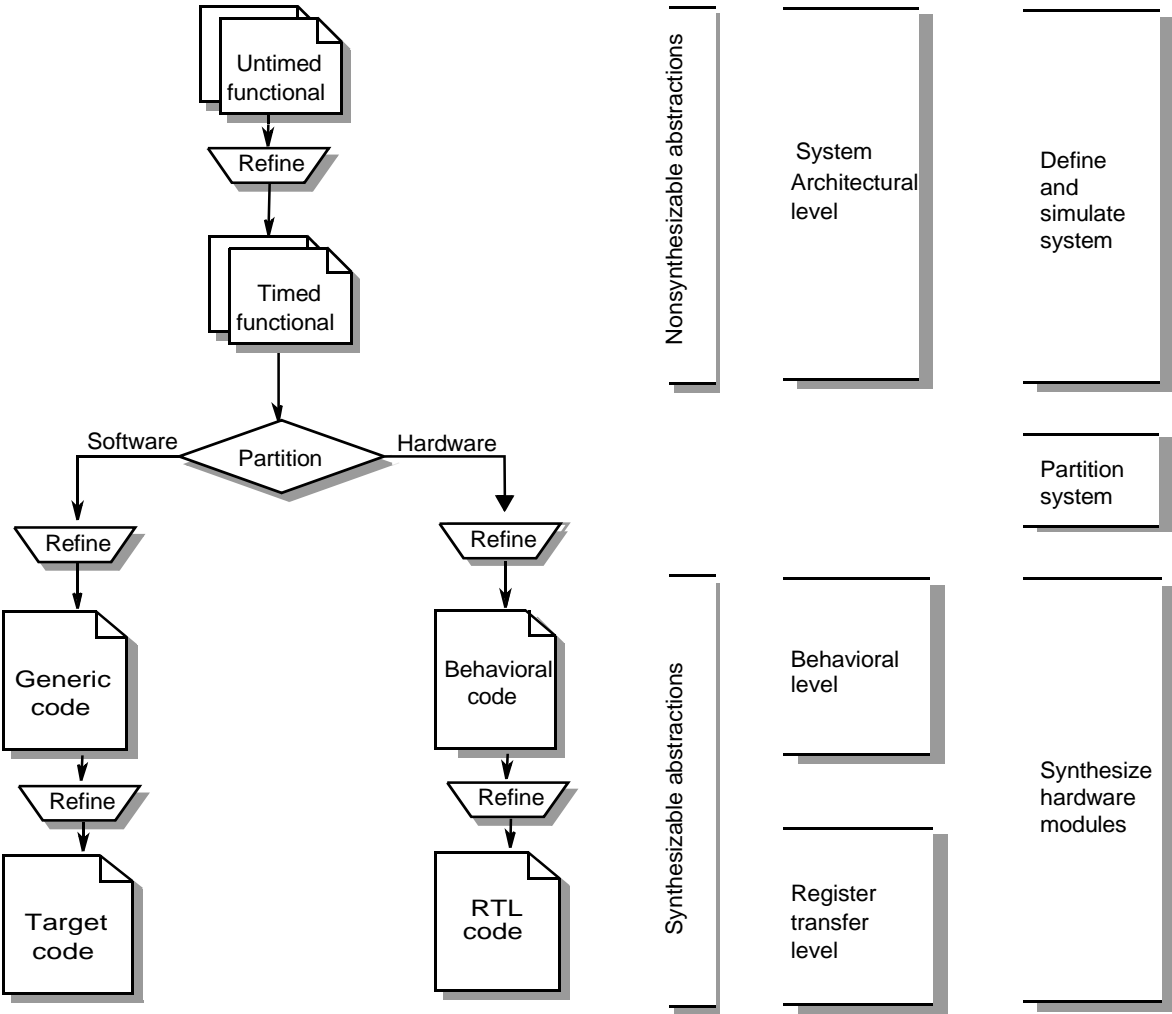 Untimed
functional
Refine
Timed
functional
Partition
Software
Hardware
Refine
Generic
code
Refine
Target
code
Refine
Behavioral
code
Refine
RTL
code
Nonsynthesizable abstractions
System
Architectural
level
Define
and
simulate
system
Partition
system
Synthesizable abstractions
Behavioral
level
Register
transfer
level
Synthesize
hardware
modules